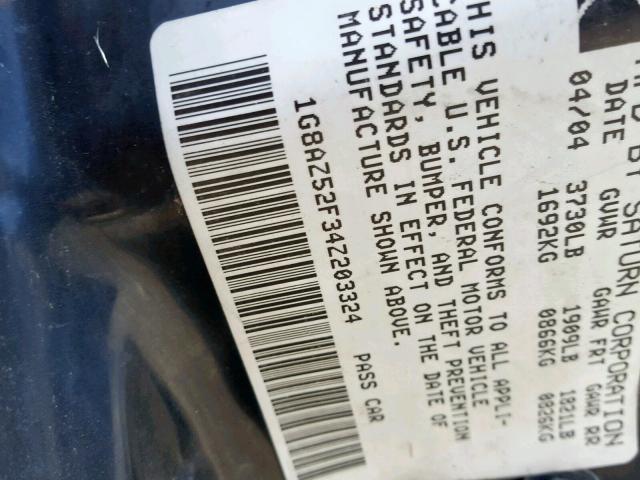 BY SATURN CORPORATION
DATE GVWR GAWR FRT GAWR RR
04/04 3730LB 1909LB 1821LB
1692KG 0866KG 0826KG
THIS VEHICLE CONFORMS TO ALL APPLI-
CABLE U.S. FEDERAL MOTOR VEHICLE
SAFETY, BUMPER, AND THEFT PREVENTION
STANDARDS IN EFFECT ON THE DATE OF
MANUFACTURE SHOWN ABOVE.
1G8AZ52F34Z203324 PASS CAR